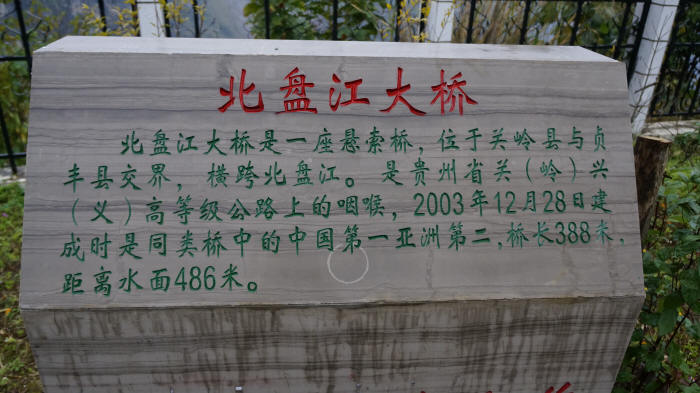 北盘江大桥
北盘江大桥是一座悬索桥，位于关岭县与贞
丰县交界，横跨北盘江。是贵州省关（岭）兴
（义）高等级公路上的咽喉，2003年12月28日建
成时是同类桥中的中国第一亚洲第二，桥长388米，
距离水面486米。